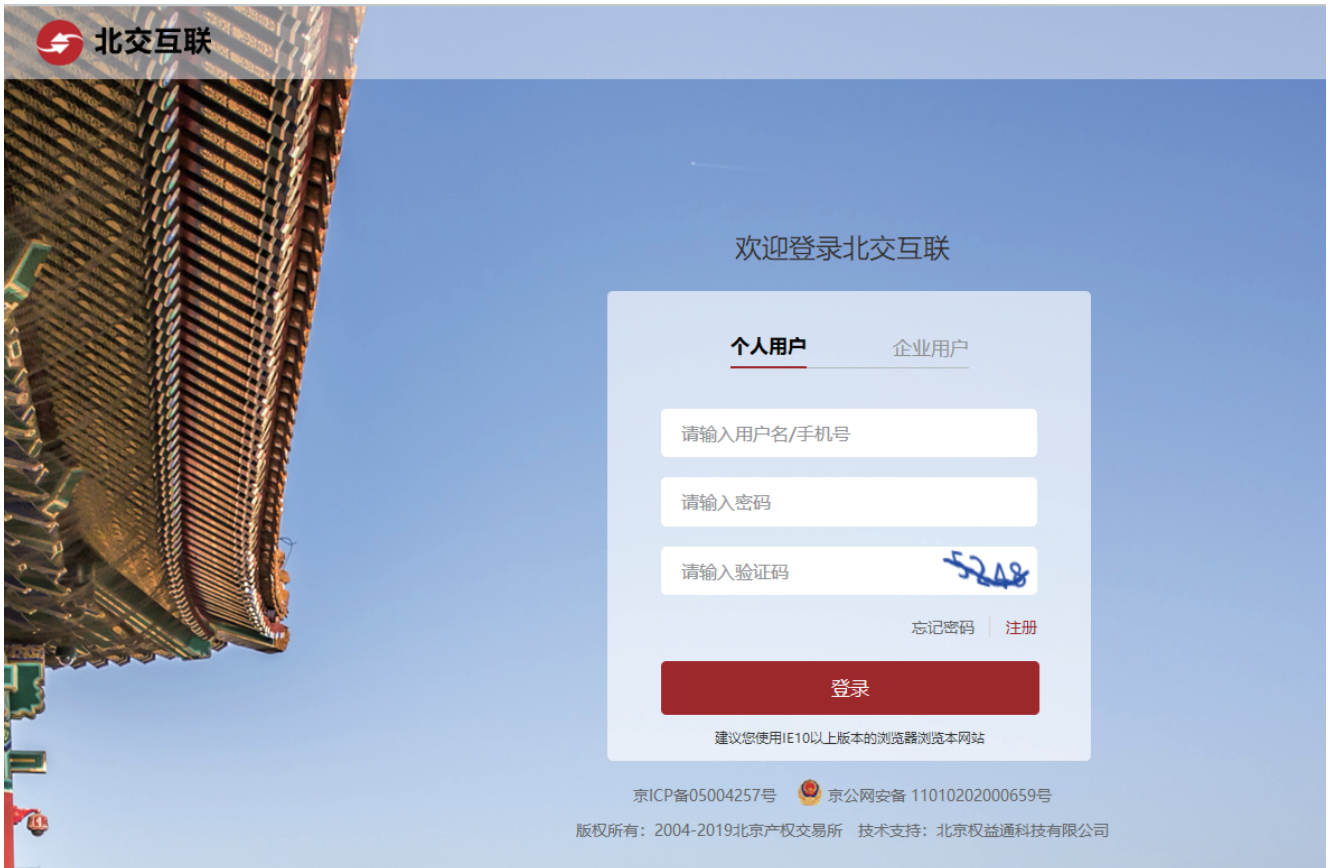 北交互联
欢迎登录北交互联
个人用户 企业用户
请输入用户名/手机号
请输入密码
请输入验证码 5248
忘记密码 注册
登录
建议您使用IE10以上版本的浏览器浏览本网站
京ICP备05004257号 京公网安备 11010202000659号
版权所有：2004-2019北京产权交易所 技术支持：北京权益通科技有限公司